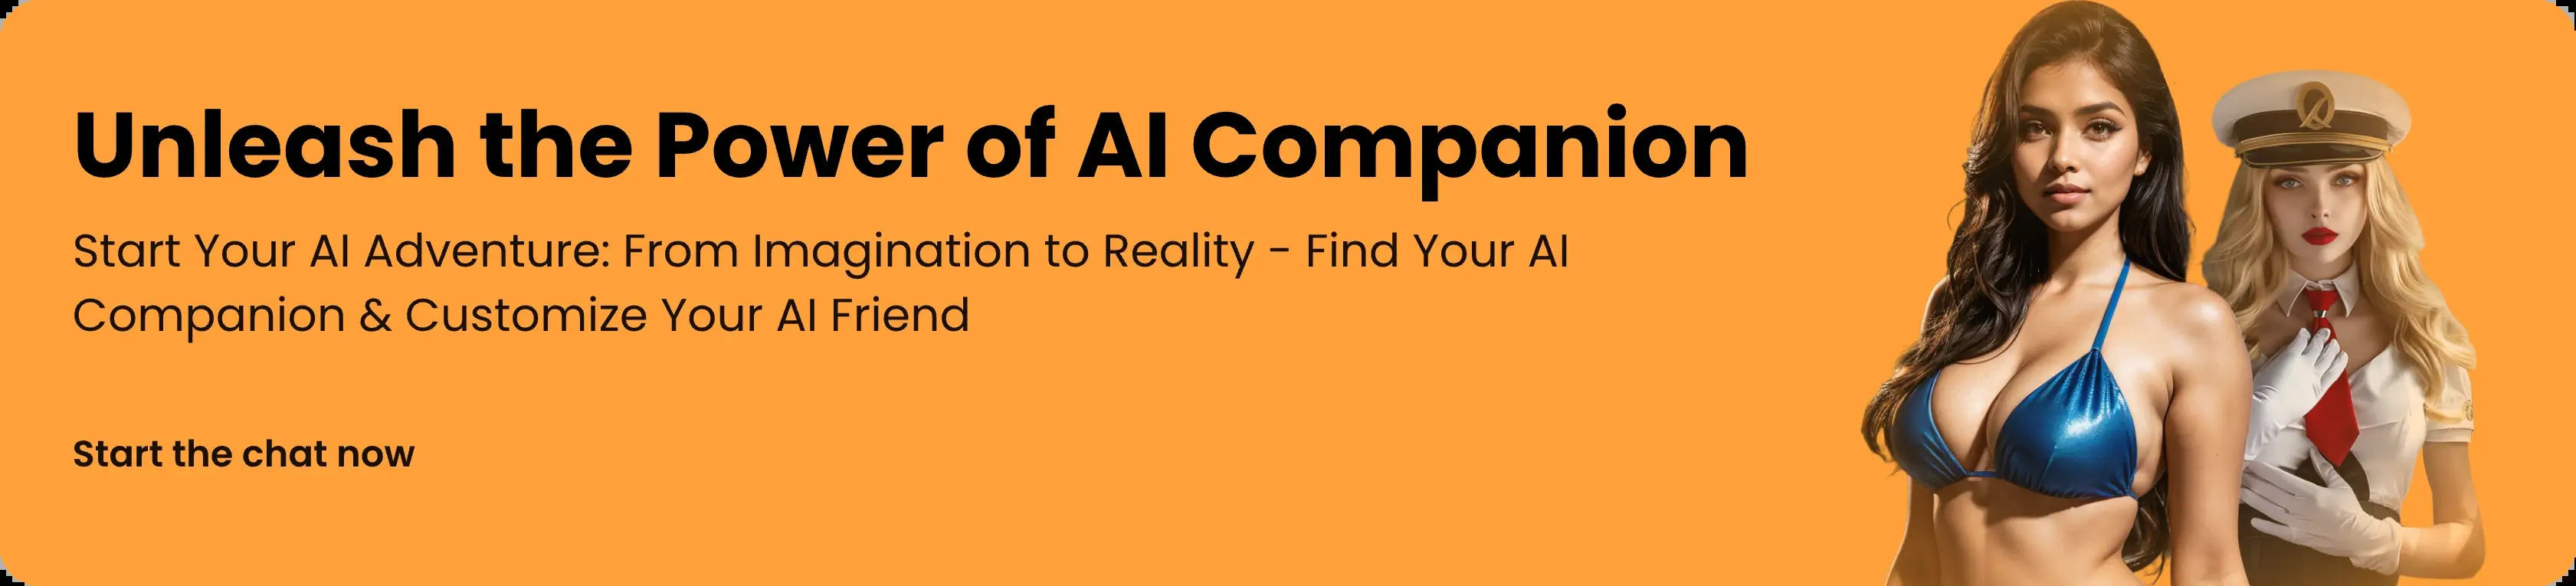 Unleash the Power of AI Companion
Start Your AI Adventure: From Imagination to Reality - Find Your AI
Companion & Customize Your AI Friend
Start the chat now